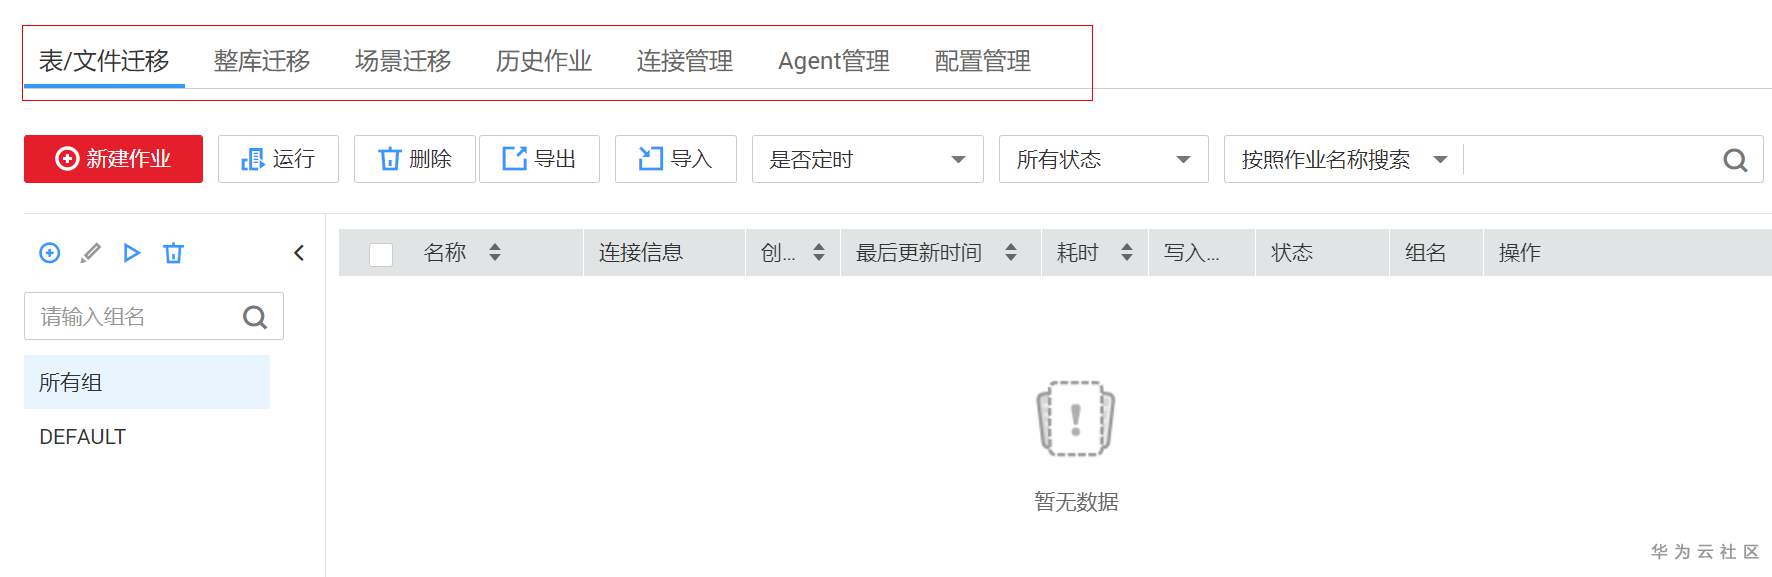 表/文件迁移 整库迁移 场景迁移 历史作业 连接管理 Agent管理 配置管理
新建作业 运行 删除 导出 导入 是否定时 所有状态 按照作业名称搜索
名称 连接信息 创... 最后更新时间 耗时 写入... 状态 组名 操作
请输入组名
所有组
DEFAULT
暂无数据
华为云社区